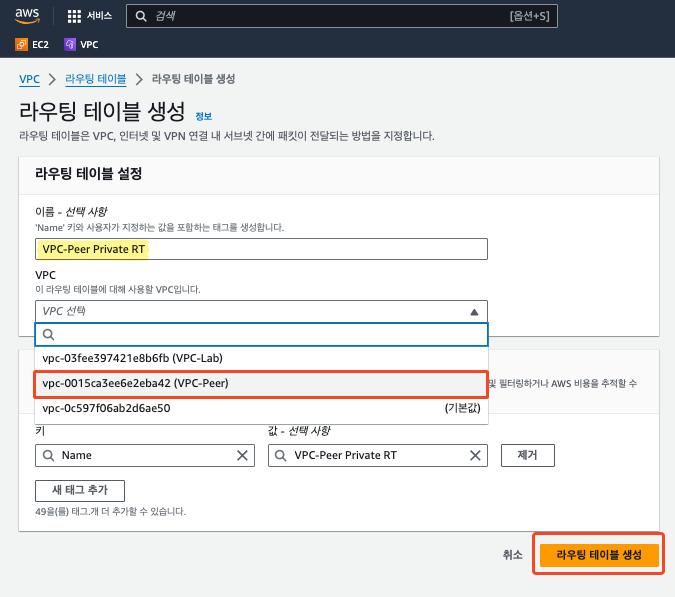 aws
서비스
검색
[옵션+S]
EC2
VPC
VPC > 라우팅 테이블 > 라우팅 테이블 생성
라우팅 테이블 생성 정보
라우팅 테이블은 VPC, 인터넷 및 VPN 연결 내 서브넷 간에 패킷이 전달되는 방법을 지정합니다.
라우팅 테이블 설정
이름 - 선택 사항
'Name' 키와 사용자가 지정하는 값을 포함하는 태그를 생성합니다.
VPC-Peer Private RT
VPC
이 라우팅 테이블에 대해 사용할 VPC입니다.
VPC 선택
vpc-03fee397421e8b6fb (VPC-Lab)
vpc-0015ca3ee6e2eba42 (VPC-Peer)
및 필터링하거나 AWS 비용을 추적할 수
vpc-0c597f06ab2d6ae50 (기본값)
키
값 - 선택 사항
Name
VPC-Peer Private RT
제거
새 태그 추가
49을(를) 태그.개 더 추가할 수 있습니다.
취소
라우팅 테이블 생성